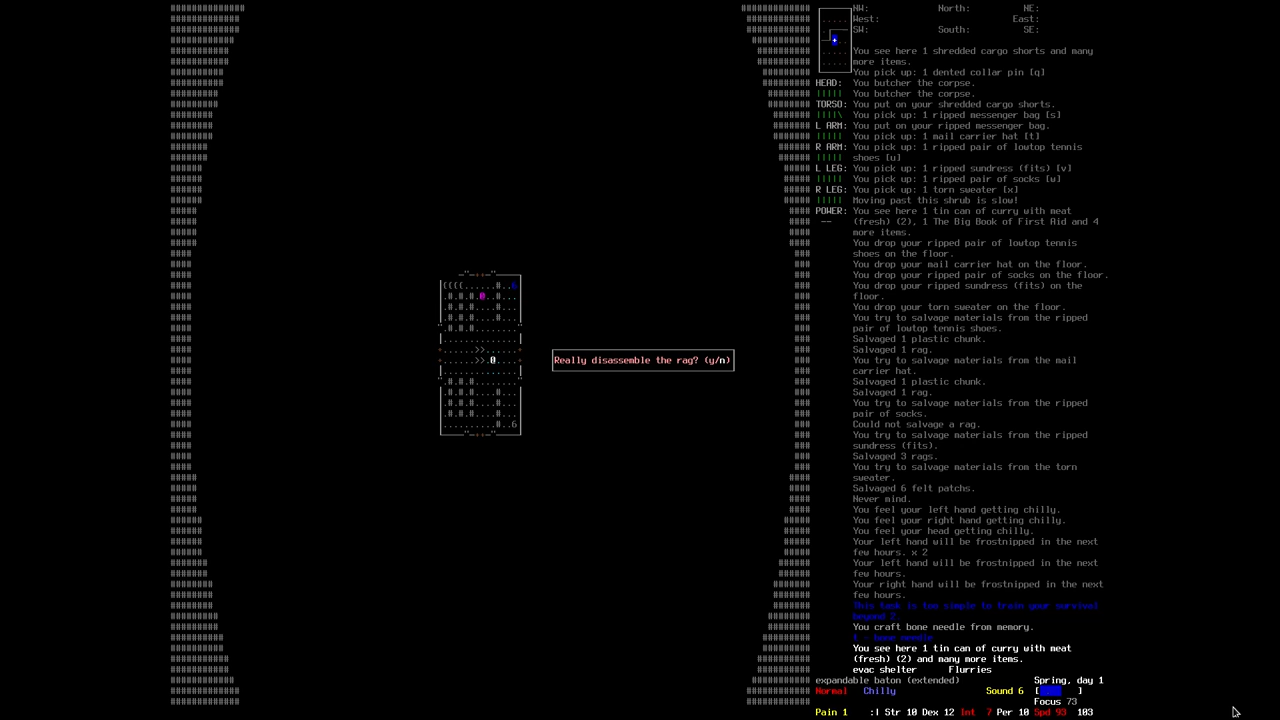 NW: North: NE:
West: East:
SW: South: SE:
You see here 1 shredded cargo shorts and many
more items.
You pick up: 1 dented collar pin [q]
HEAD: You butcher the corpse.
||||| You butcher the corpse.
TORSO: You put on your shredded cargo shorts.
||||\ You pick up: 1 ripped messenger bag [s]
L ARM: You put on your ripped messenger bag.
||||| You pick up: 1 mail carrier hat [t]
R ARM: You pick up: 1 ripped pair of lowtop tennis
||||| shoes [u]
L LEG: You pick up: 1 ripped sundress (fits) [v]
||||| You pick up: 1 ripped pair of socks [w]
R LEG: You pick up: 1 torn sweater [x]
||||| Moving past this shrub is slow!
POWER: You see here 1 tin can of curry with meat
-- (fresh) (2), 1 The Big Book of First Aid and 4
more items.
You drop your ripped pair of lowtop tennis
shoes on the floor.
You drop your mail carrier hat on the floor.
You drop your ripped pair of socks on the floor.
You drop your ripped sundress (fits) on the
floor.
You drop your torn sweater on the floor.
You try to salvage materials from the ripped
pair of lowtop tennis shoes.
Salvaged 1 plastic chunk.
Salvaged 1 rag.
You try to salvage materials from the mail
carrier hat.
Salvaged 1 plastic chunk.
Salvaged 1 rag.
You try to salvage materials from the ripped
pair of socks.
Could not salvage a rag.
You try to salvage materials from the ripped
sundress (fits).
Salvaged 3 rags.
You try to salvage materials from the torn
sweater.
Salvaged 6 felt patchs.
Never mind.
You feel your left hand getting chilly.
You feel your right hand getting chilly.
You feel your head getting chilly.
Your left hand will be frostnipped in the next
few hours. x 2
Your left hand will be frostnipped in the next
few hours.
Your right hand will be frostnipped in the next
few hours.
This task is too simple to train your survival
beyond 2.
You craft bone needle from memory.
t - bone needle
You see here 1 tin can of curry with meat
(fresh) (2) and many more items.
evac shelter Flurries
expandable baton (extended) Spring, day 1
Normal Chilly Sound 6
Focus 73
Pain 1 :| Str 10 Dex 12 Int 7 Per 10 Spd 93 103
Really disassemble the rag? (y/n)